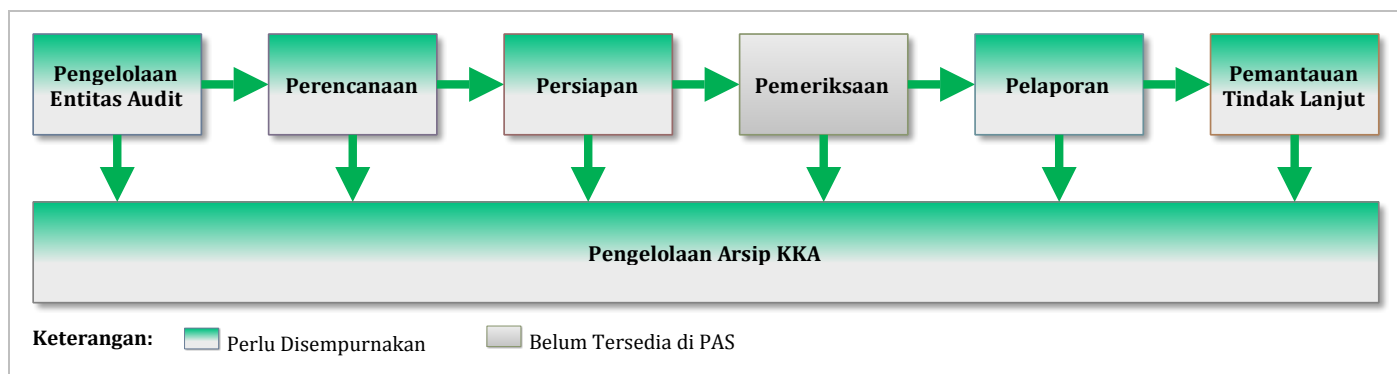 Pengelolaan
Entitas Audit
Perencanaan
Persiapan
Pemeriksaan
Pelaporan
Pemantauan
Tindak Lanjut
Pengelolaan Arsip KKA
Keterangan:
Perlu Disempurnakan
Belum Tersedia di PAS